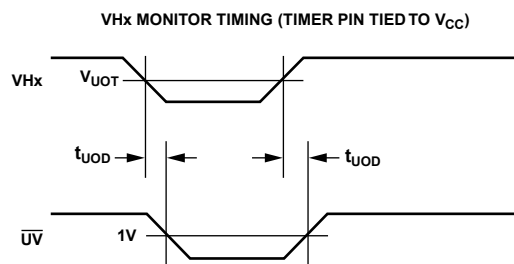 VHx MONITOR TIMING (TIMER PIN TIED TO VCC)
VHx
VUOT
tUOD
tUOD
UV
1V